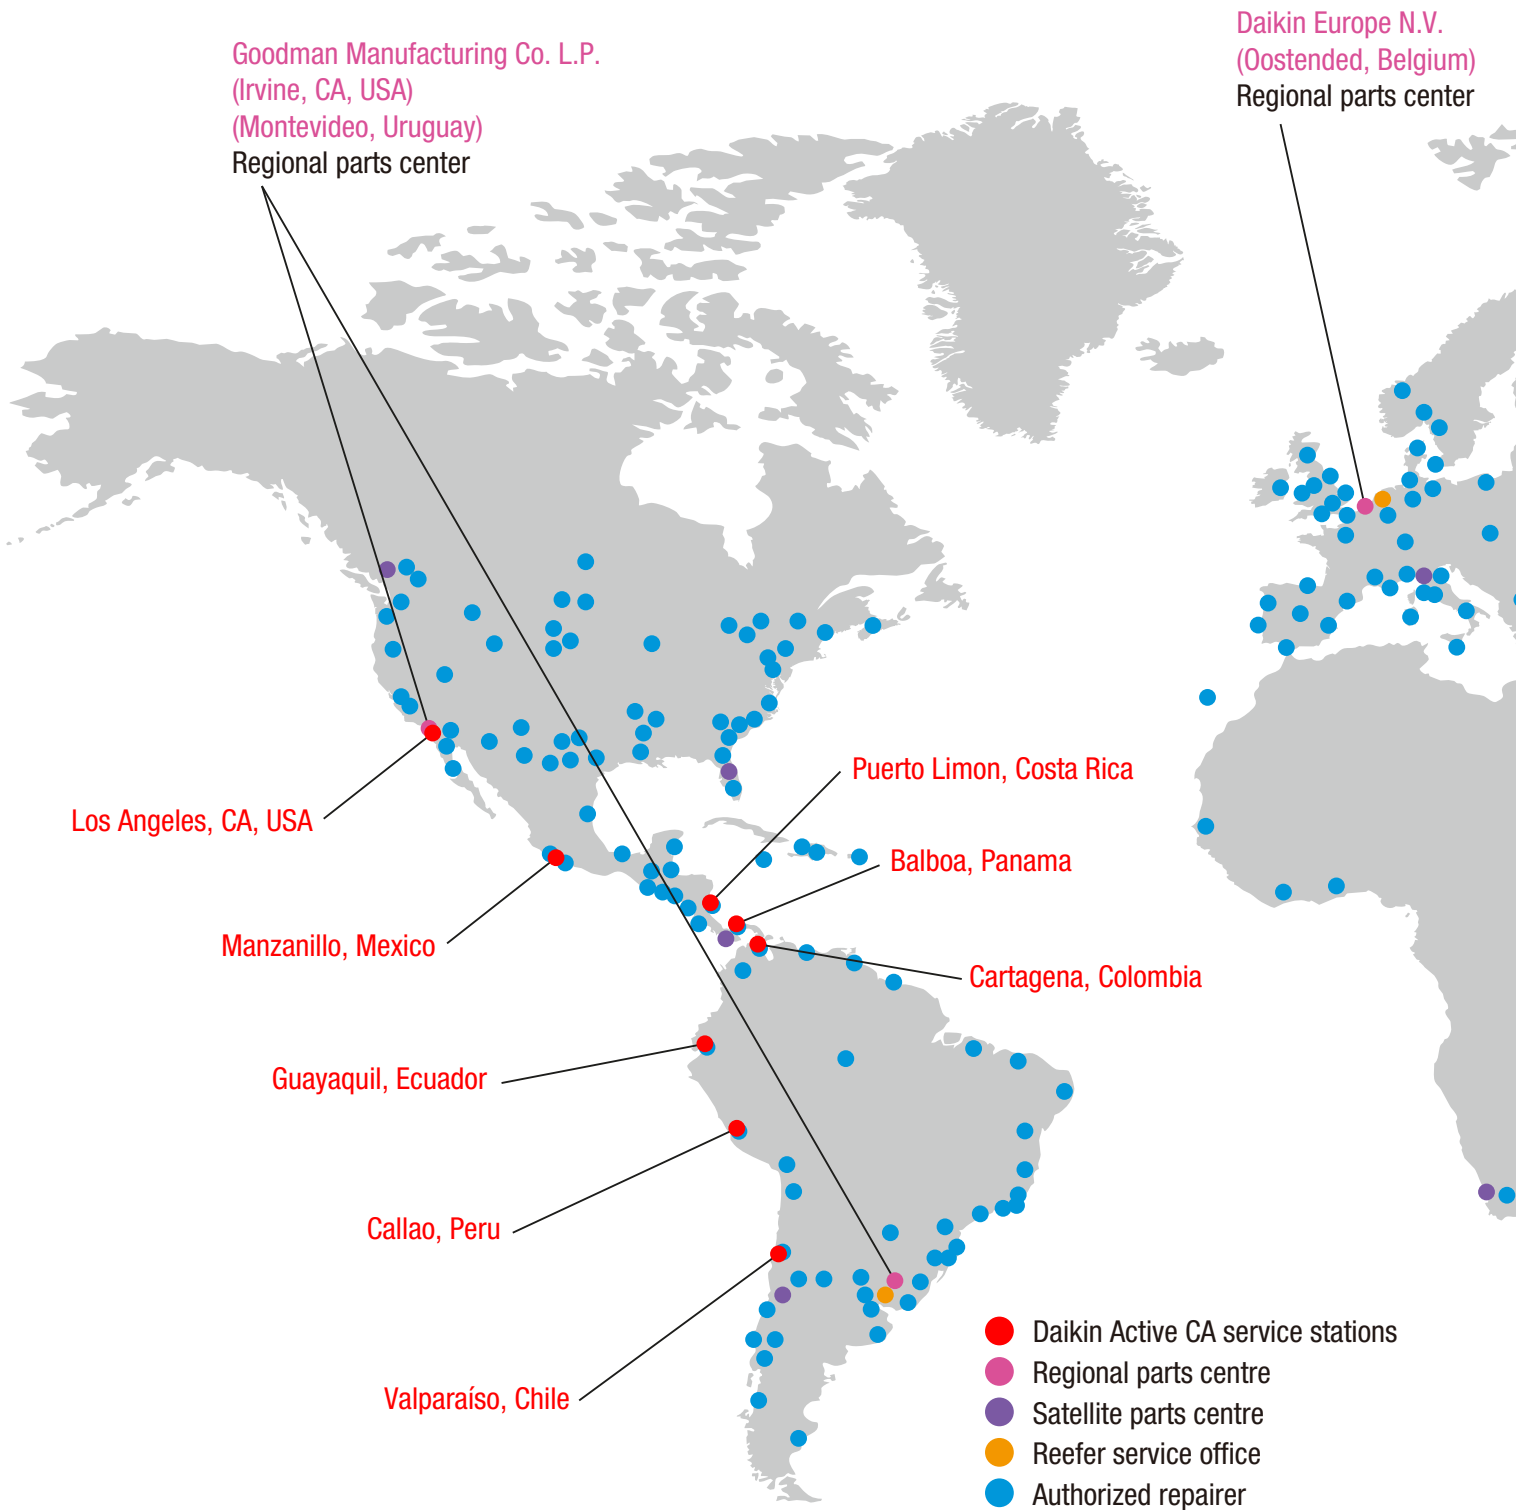 Goodman Manufacturing Co. L.P.
(Irvine, CA, USA)
(Montevideo, Uruguay)
Regional parts center
Daikin Europe N.V.
(Oostended, Belgium)
Regional parts center
Puerto Limon, Costa Rica
Los Angeles, CA, USA
Balboa, Panama
Manzanillo, Mexico
Cartagena, Colombia
Guayaquil, Ecuador
Callao, Peru
Valparaíso, Chile
Daikin Active CA service stations
Regional parts centre
Satellite parts centre
Reefer service office
Authorized repairer